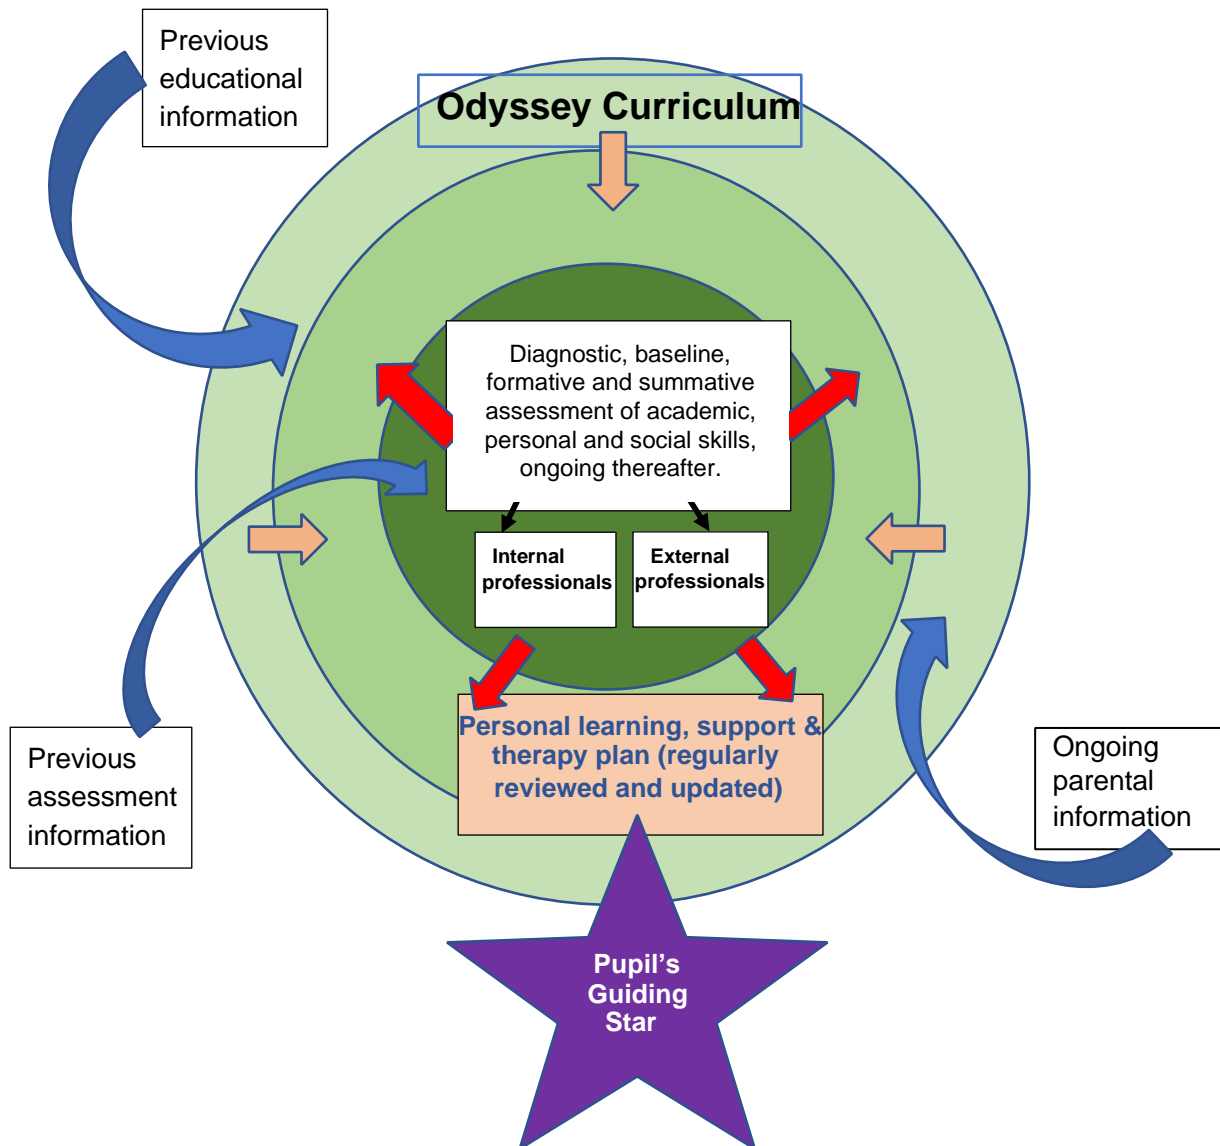 Previous
educational
information
Odyssey Curriculum
Diagnostic, baseline,
formative and summative
assessment of academic,
personal and social skills,
ongoing thereafter.
Internal
professionals
External
professionals
Previous
assessment
information
Personal learning, support &
therapy plan (regularly
reviewed and updated)
Ongoing
parental
information
Pupil’s
Guiding
Star